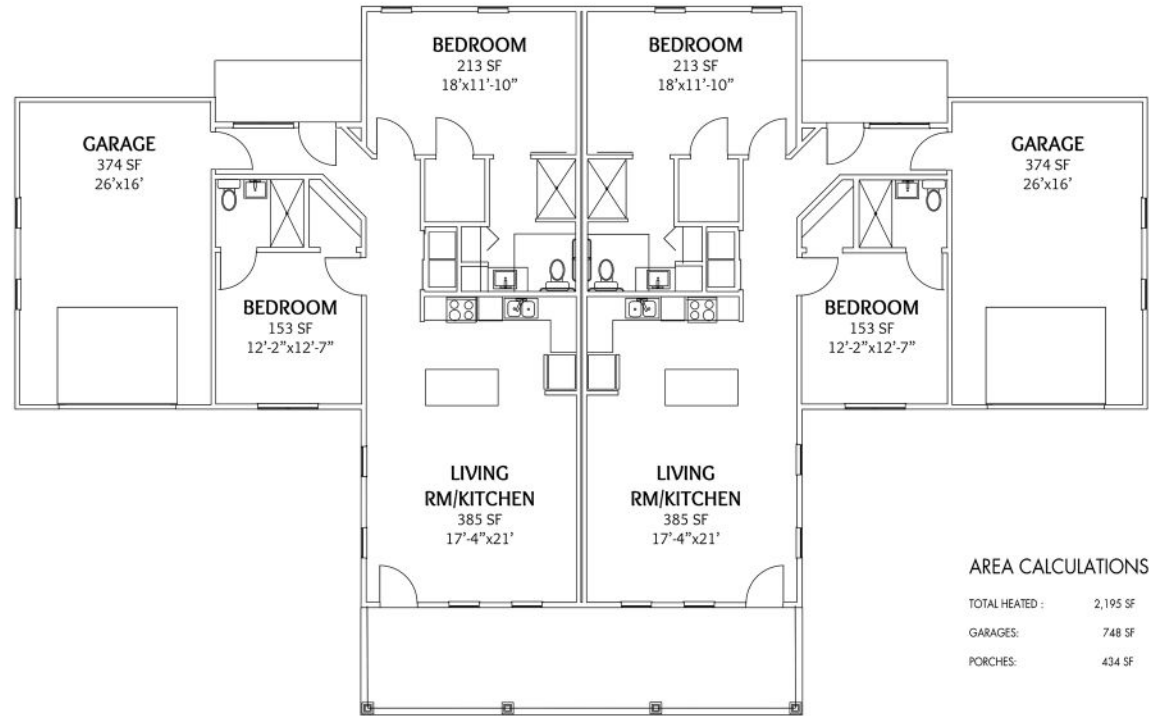 BEDROOM
213 SF
18’x11’-10”
BEDROOM
213 SF
18’x11’-10”
GARAGE
374 SF
26’x16’
GARAGE
374 SF
26’x16’
BEDROOM
153 SF
12’-2”x12’-7”
BEDROOM
153 SF
12’-2”x12’-7”
LIVING
RM/KITCHEN
385 SF
17’-4”x21’
LIVING
RM/KITCHEN
385 SF
17’-4”x21’
AREA CALCULATIONS
TOTAL HEATED : 2,195 SF
GARAGES: 748 SF
PORCHES: 434 SF